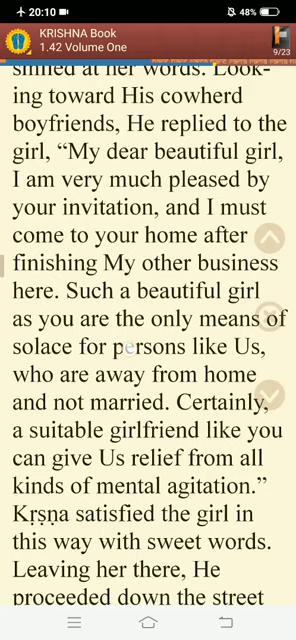 20:10
48%
KRISHNA Book
1.42 Volume One
9/23
smiled at her words. Look-
ing toward His cowherd
boyfriends, He replied to the
girl, “My dear beautiful girl,
I am very much pleased by
your invitation, and I must
come to your home after
finishing My other business
here. Such a beautiful girl
as you are the only means of
solace for persons like Us,
who are away from home
and not married. Certainly,
a suitable girlfriend like you
can give Us relief from all
kinds of mental agitation.”
Kṛṣṇa satisfied the girl in
this way with sweet words.
Leaving her there, He
proceeded down the street